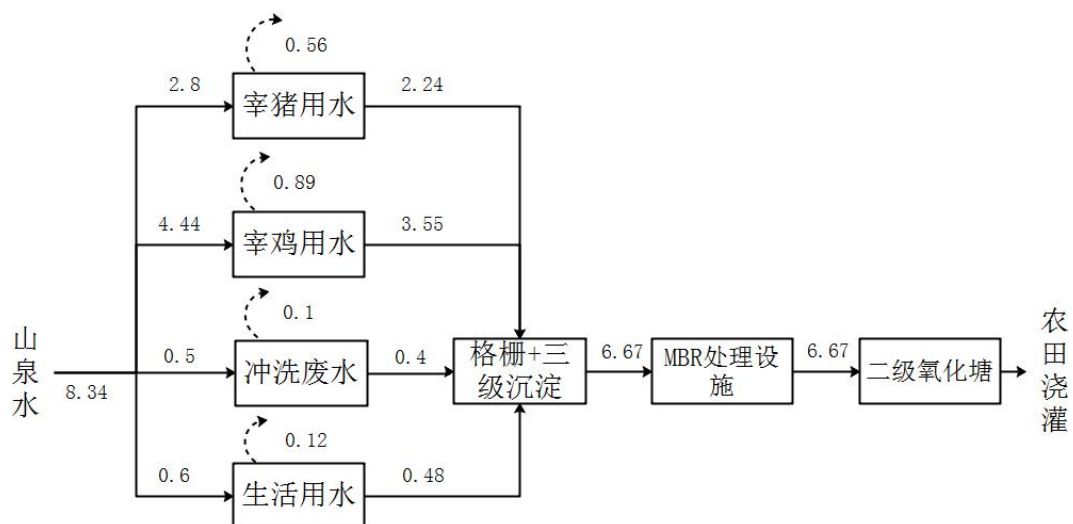 0.56
2.8
宰猪用水
2.24
0.89
4.44
宰鸡用水
3.55
0.1
山泉水
8.34
0.5
冲洗废水
0.4
格栅+三
级沉淀
6.67
MBR处理设
施
6.67
二级氧化塘
农田浇灌
0.12
0.6
生活用水
0.48